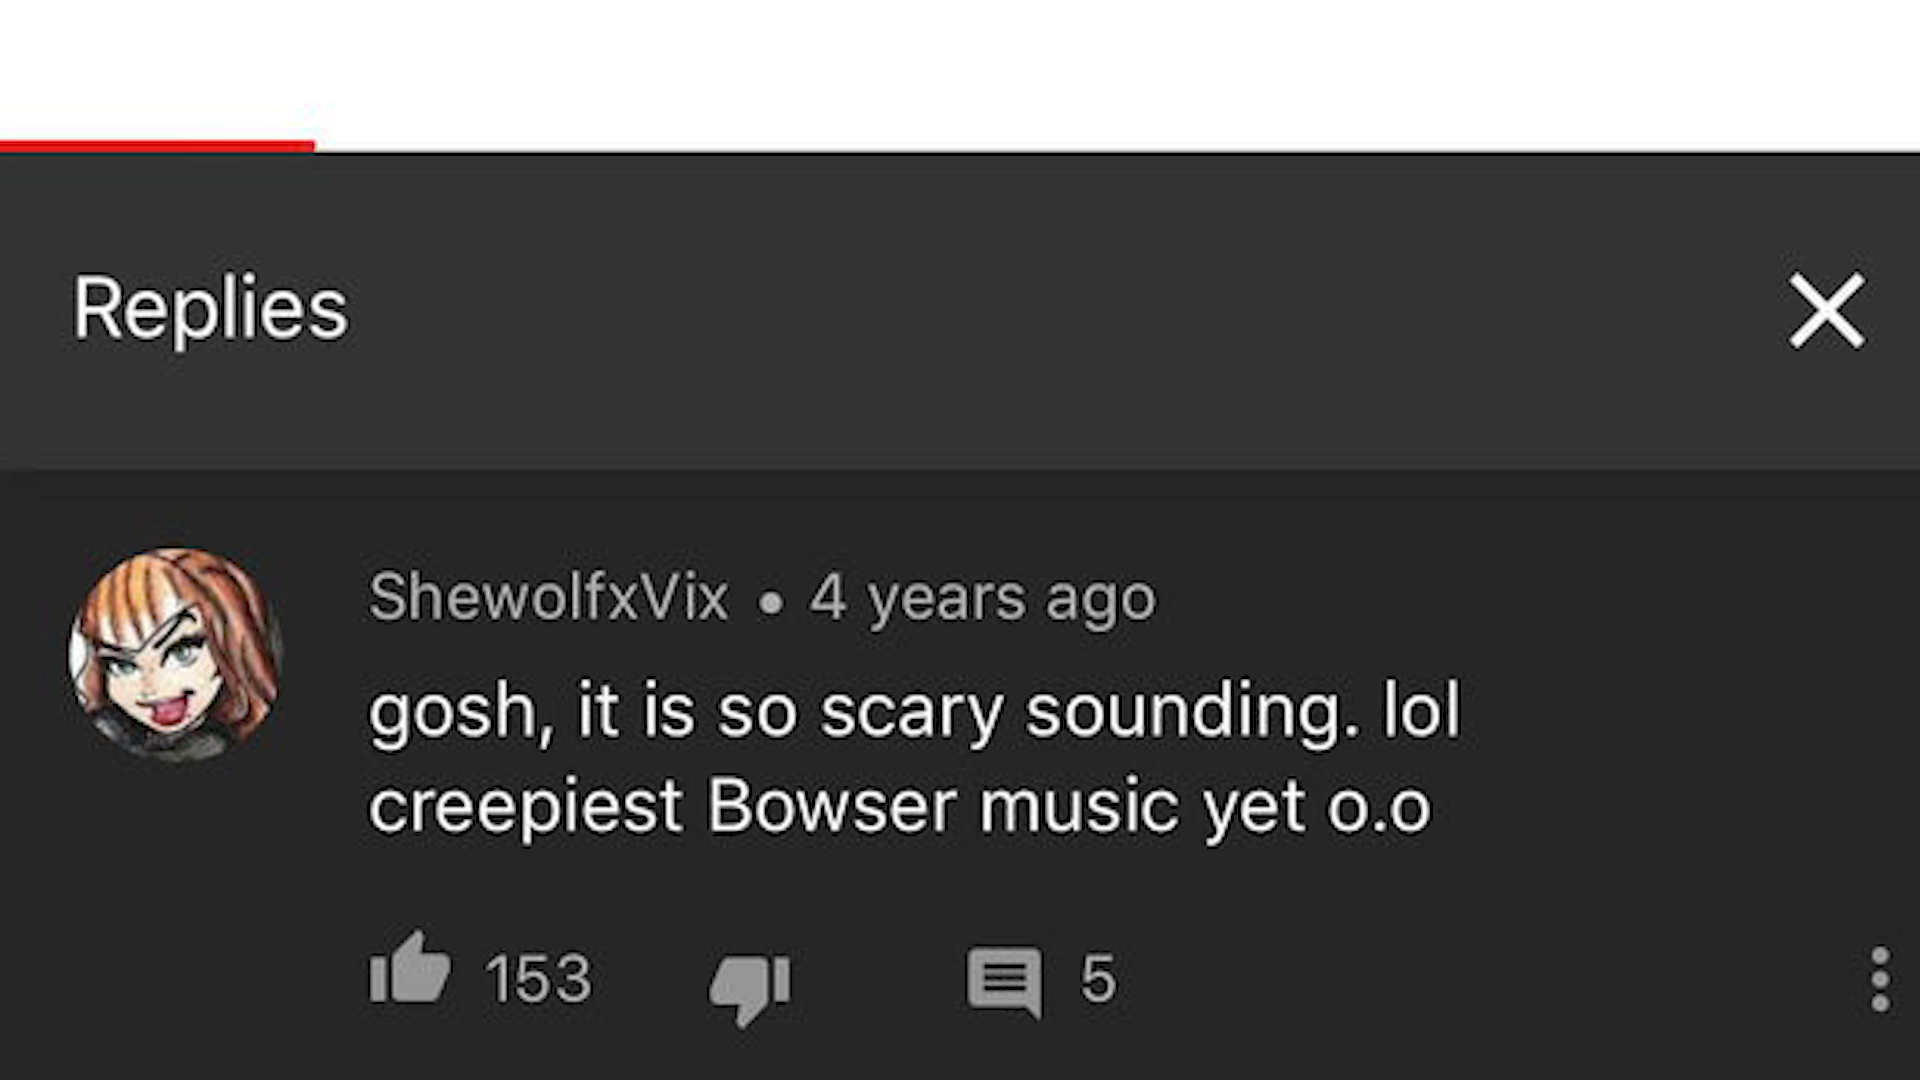 Replies
ShewolfxVix • 4 years ago
gosh, it is so scary sounding. lol
creepiest Bowser music yet o.o
153 5